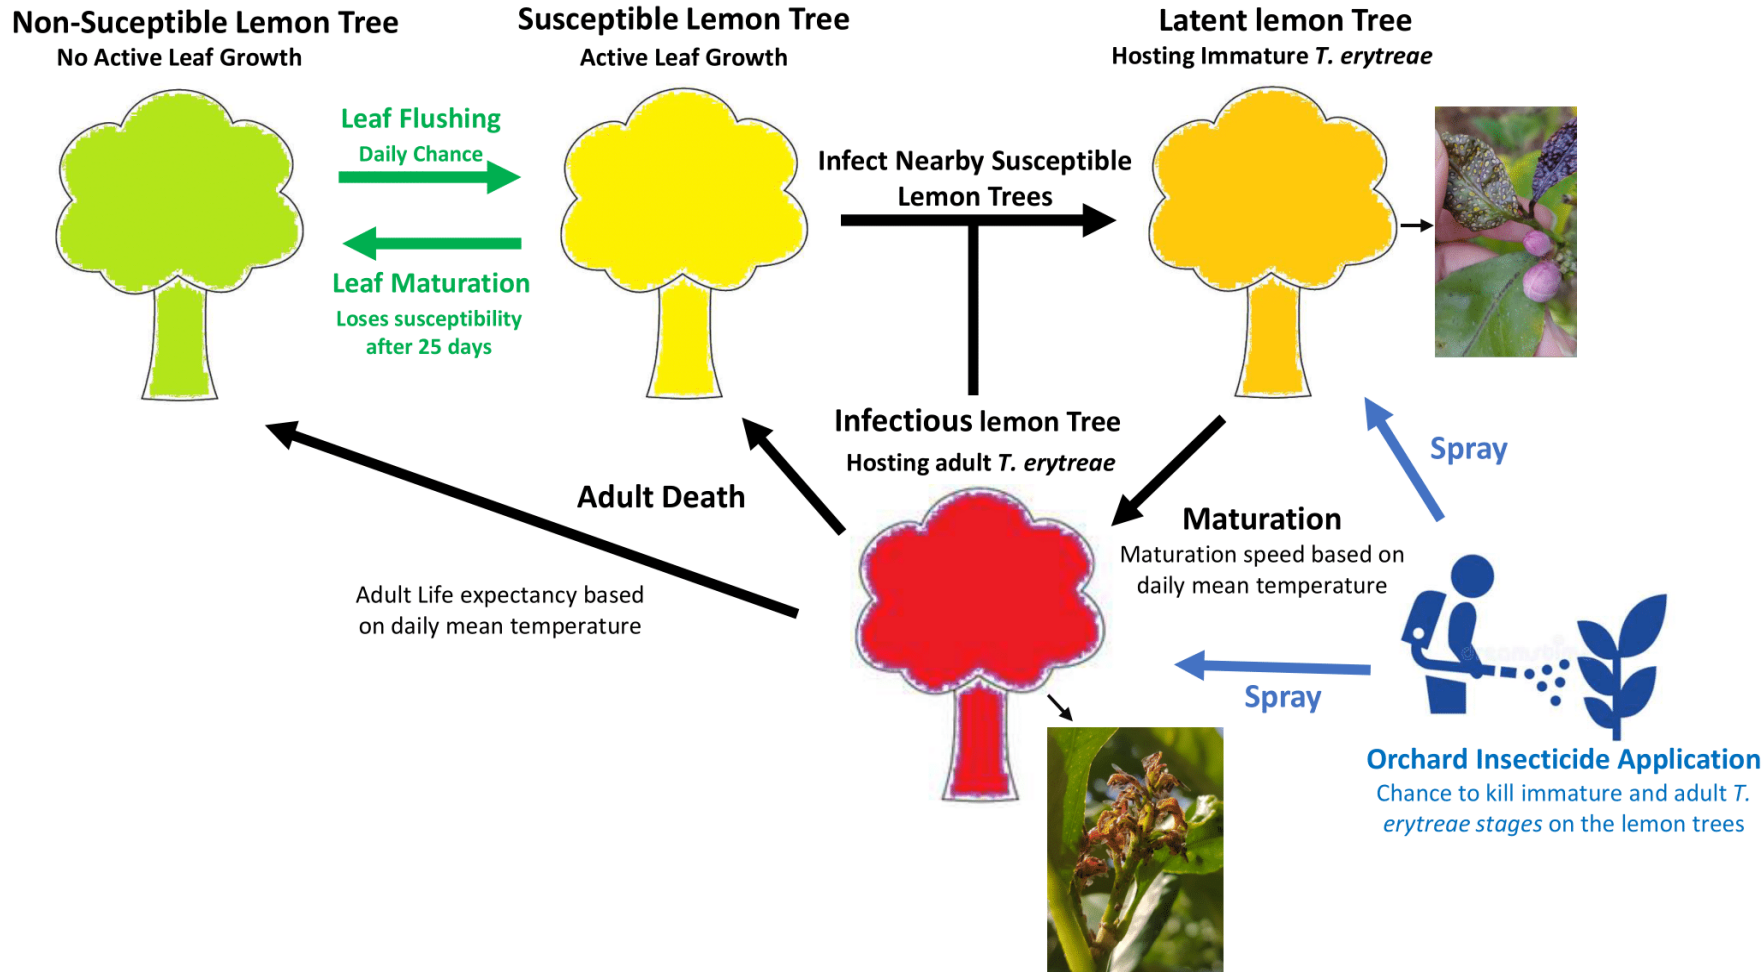 Non-Suceptible Lemon Tree
No Active Leaf Growth
Susceptible Lemon Tree
Active Leaf Growth
Latent lemon Tree
Hosting Immature T. erytreae
Leaf Flushing
Daily Chance
Leaf Maturation
Loses susceptibility
after 25 days
Infect Nearby Susceptible
Lemon Trees
Infectious lemon Tree
Hosting adult T. erytreae
Adult Death
Adult Life expectancy based
on daily mean temperature
Maturation
Maturation speed based on
daily mean temperature
Spray
Spray
Orchard Insecticide Application
Chance to kill immature and adult T.
erytreae stages on the lemon trees